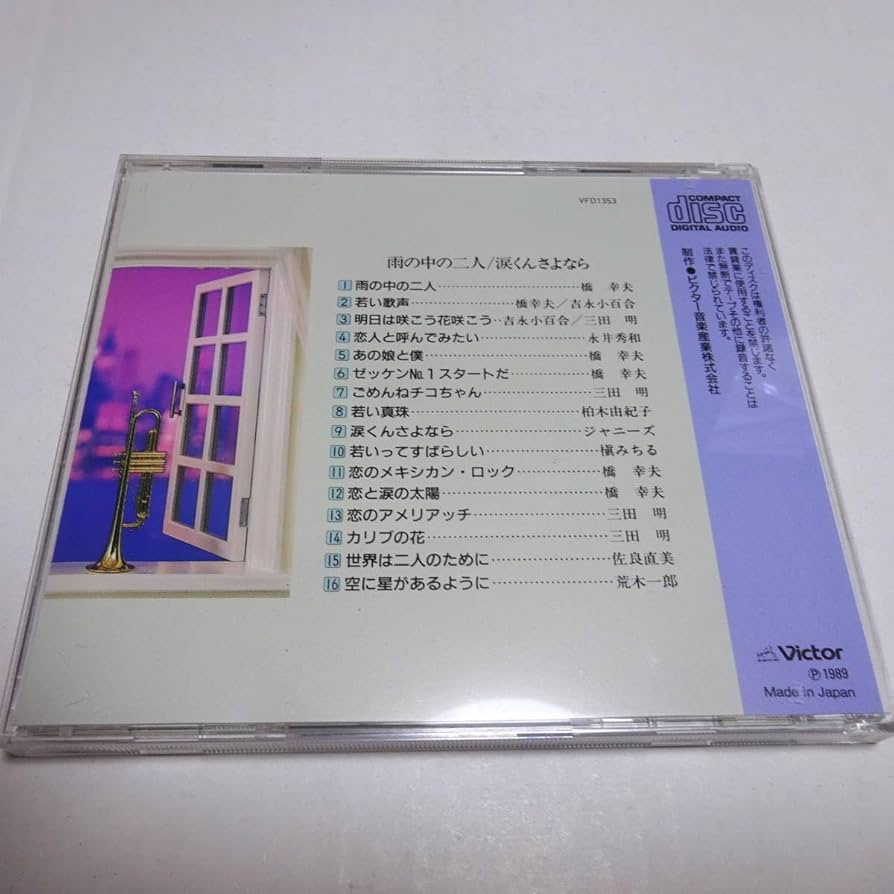 VFD1353
雨の中の二人/涙くんさよなら
1 雨の中の二人……橋 幸夫
2 若い歌声……橋幸夫/吉永小百合
3 明日は咲こう花咲こう‥吉永小百合/三田 明
4 恋人と呼んでみたい……永井秀和
5 あの娘と僕……橋 幸夫
6 ゼッケンNo.1スタートだ……橋 幸夫
7 ごめんねチコちゃん……三田 明
8 若い真珠……柏木由紀子
9 涙くんさよなら……ジャニーズ
10 若いってすばらしい……槇みちる
11 恋のメキシカン・ロック……橋 幸夫
12 恋と涙の太陽……橋 幸夫
13 恋のアメリアッチ……三田 明
14 カリブの花……三田 明
15 世界は二人のために……佐良直美
16 空に星があるように……荒木一郎
COMPACT
disc
DIGITAL AUDIO
このディスクは権利者の許諾なく
賃貸業に使用することを禁じます。
また無断でテープその他に録音することは
法律で禁じられています。
制作●ビクター音楽産業株式会社
Victor
Ⓟ1989
Made in Japan